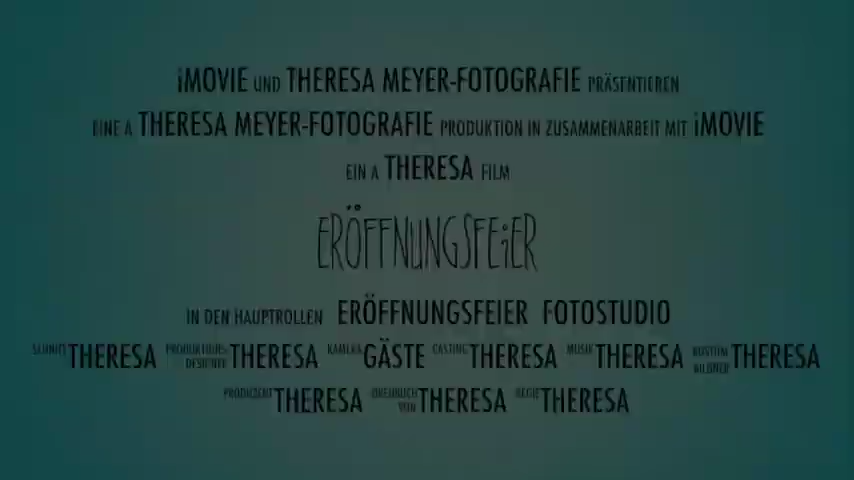 iMOVIE UND THERESA MEYER-FOTOGRAFIE PRÄSENTIEREN
EINE A THERESA MEYER-FOTOGRAFIE PRODUKTION IN ZUSAMMENARBEIT MIT iMOVIE
EIN A THERESA FILM
ERÖFFNUNGSFEiER
IN DEN HAUPTROLLEN ERÖFFNUNGSFEIER FOTOSTUDIO
SCHNITT THERESA PRODUKTIONS DESIGNER THERESA KAMERA GÄSTE CASTING THERESA MUSIK THERESA KOSTÜM BILDNER THERESA
PRODUZENT THERESA DREHBUCH VON THERESA REGIE THERESA